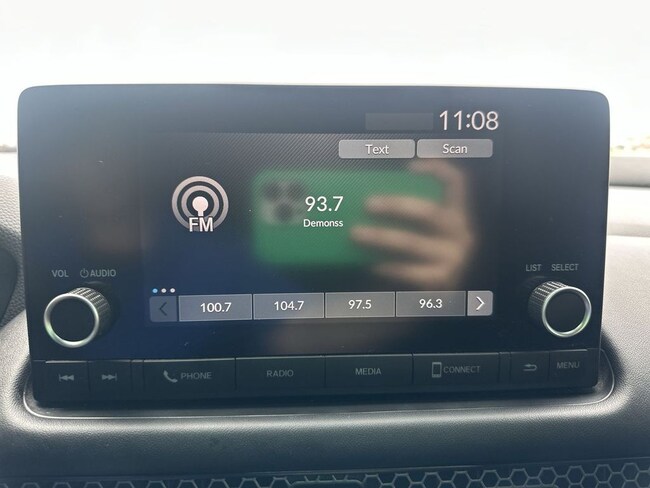 11:08
Text Scan
93.7
FM
Demonss
VOL AUDIO
LIST SELECT
100.7 104.7 97.5 96.3
PHONE RADIO MEDIA CONNECT MENU